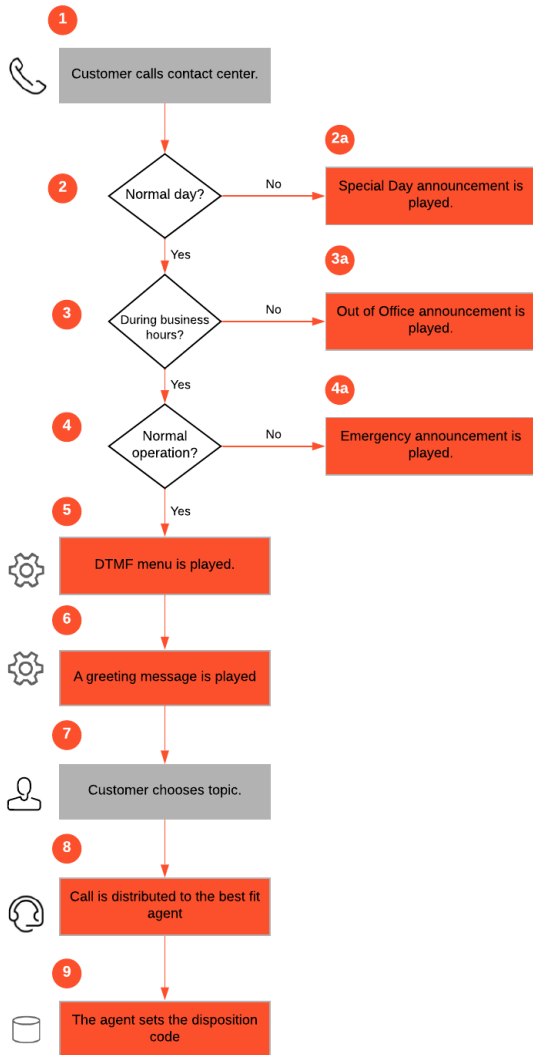 1
Customer calls contact center.
2a
2
Normal day?
No
Special Day announcement is
played.
Yes
3a
3
During business
hours?
No
Out of Office announcement is
played.
Yes
4a
4
Normal
operation?
No
Emergency announcement is
played.
Yes
5
DTMF menu is played.
6
A greeting message is played
7
Customer chooses topic.
8
Call is distributed to the best fit
agent
9
The agent sets the disposition
code